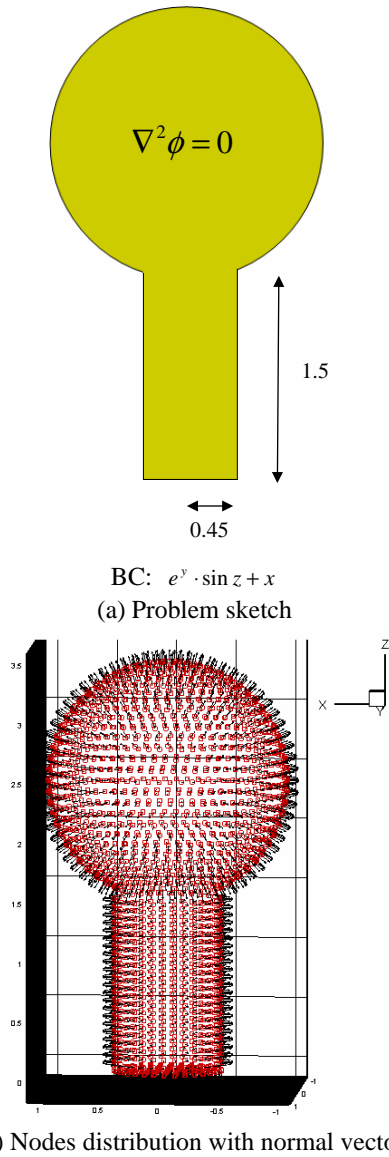 ∇²ϕ = 0
1.5
0.45
BC: e^y · sin z + x
(a) Problem sketch
Z
X
Y
3.5
3
2.5
2
1.5
1
0.5
0
-1
0
1
1
0.5
0
-0.5
-1
) Nodes distribution with normal vecto